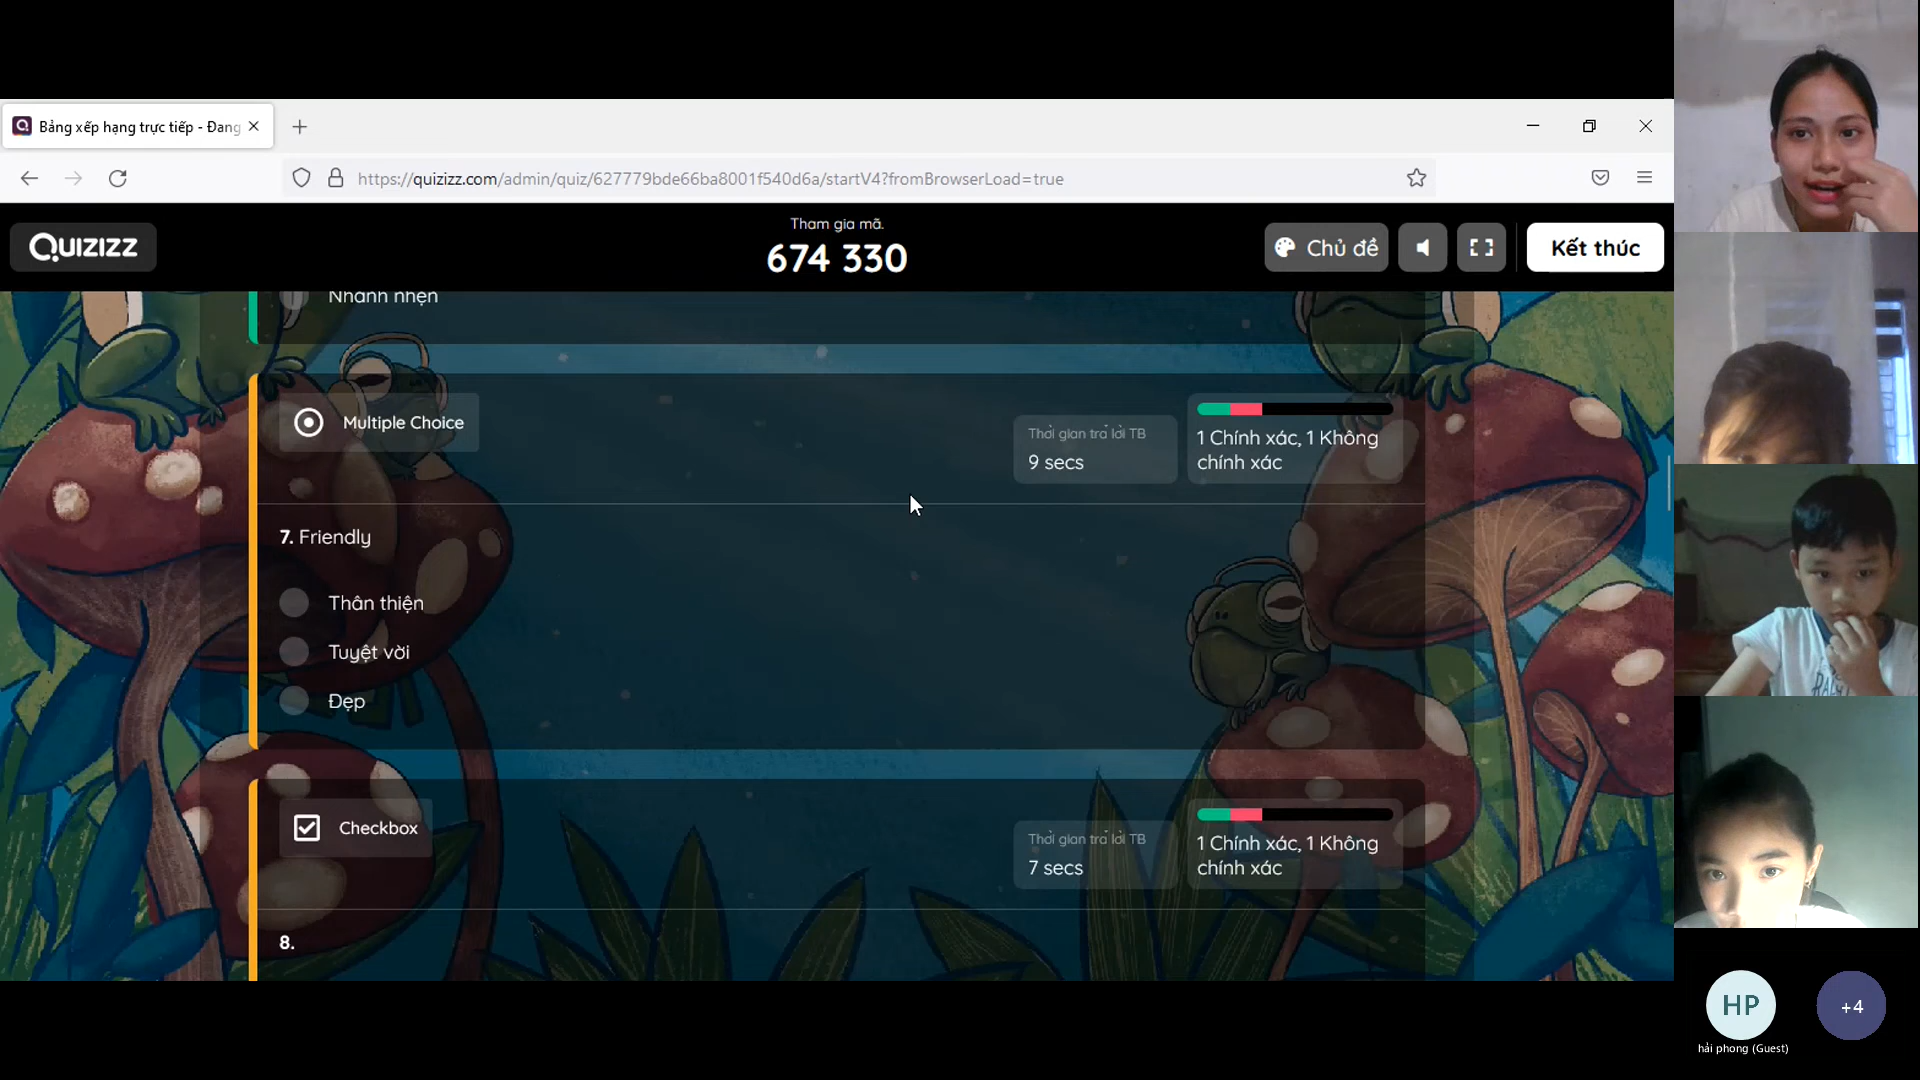 Bảng xếp hạng trực tiếp - Đang
https://quizizz.com/admin/quiz/627779bde66ba8001f540d6a/startV4?fromBrowserLoad=true
QUIZIZZ
Tham gia mã.
674 330
Chủ đề
Kết thúc
Nhanh nhẹn
Multiple Choice
Thời gian trả lời TB
9 secs
1 Chính xác, 1 Không
chính xác
7. Friendly
Thân thiện
Tuyệt vời
Đẹp
Checkbox
Thời gian trả lời TB
7 secs
1 Chính xác, 1 Không
chính xác
8.
HP
+4
hải phong (Guest)